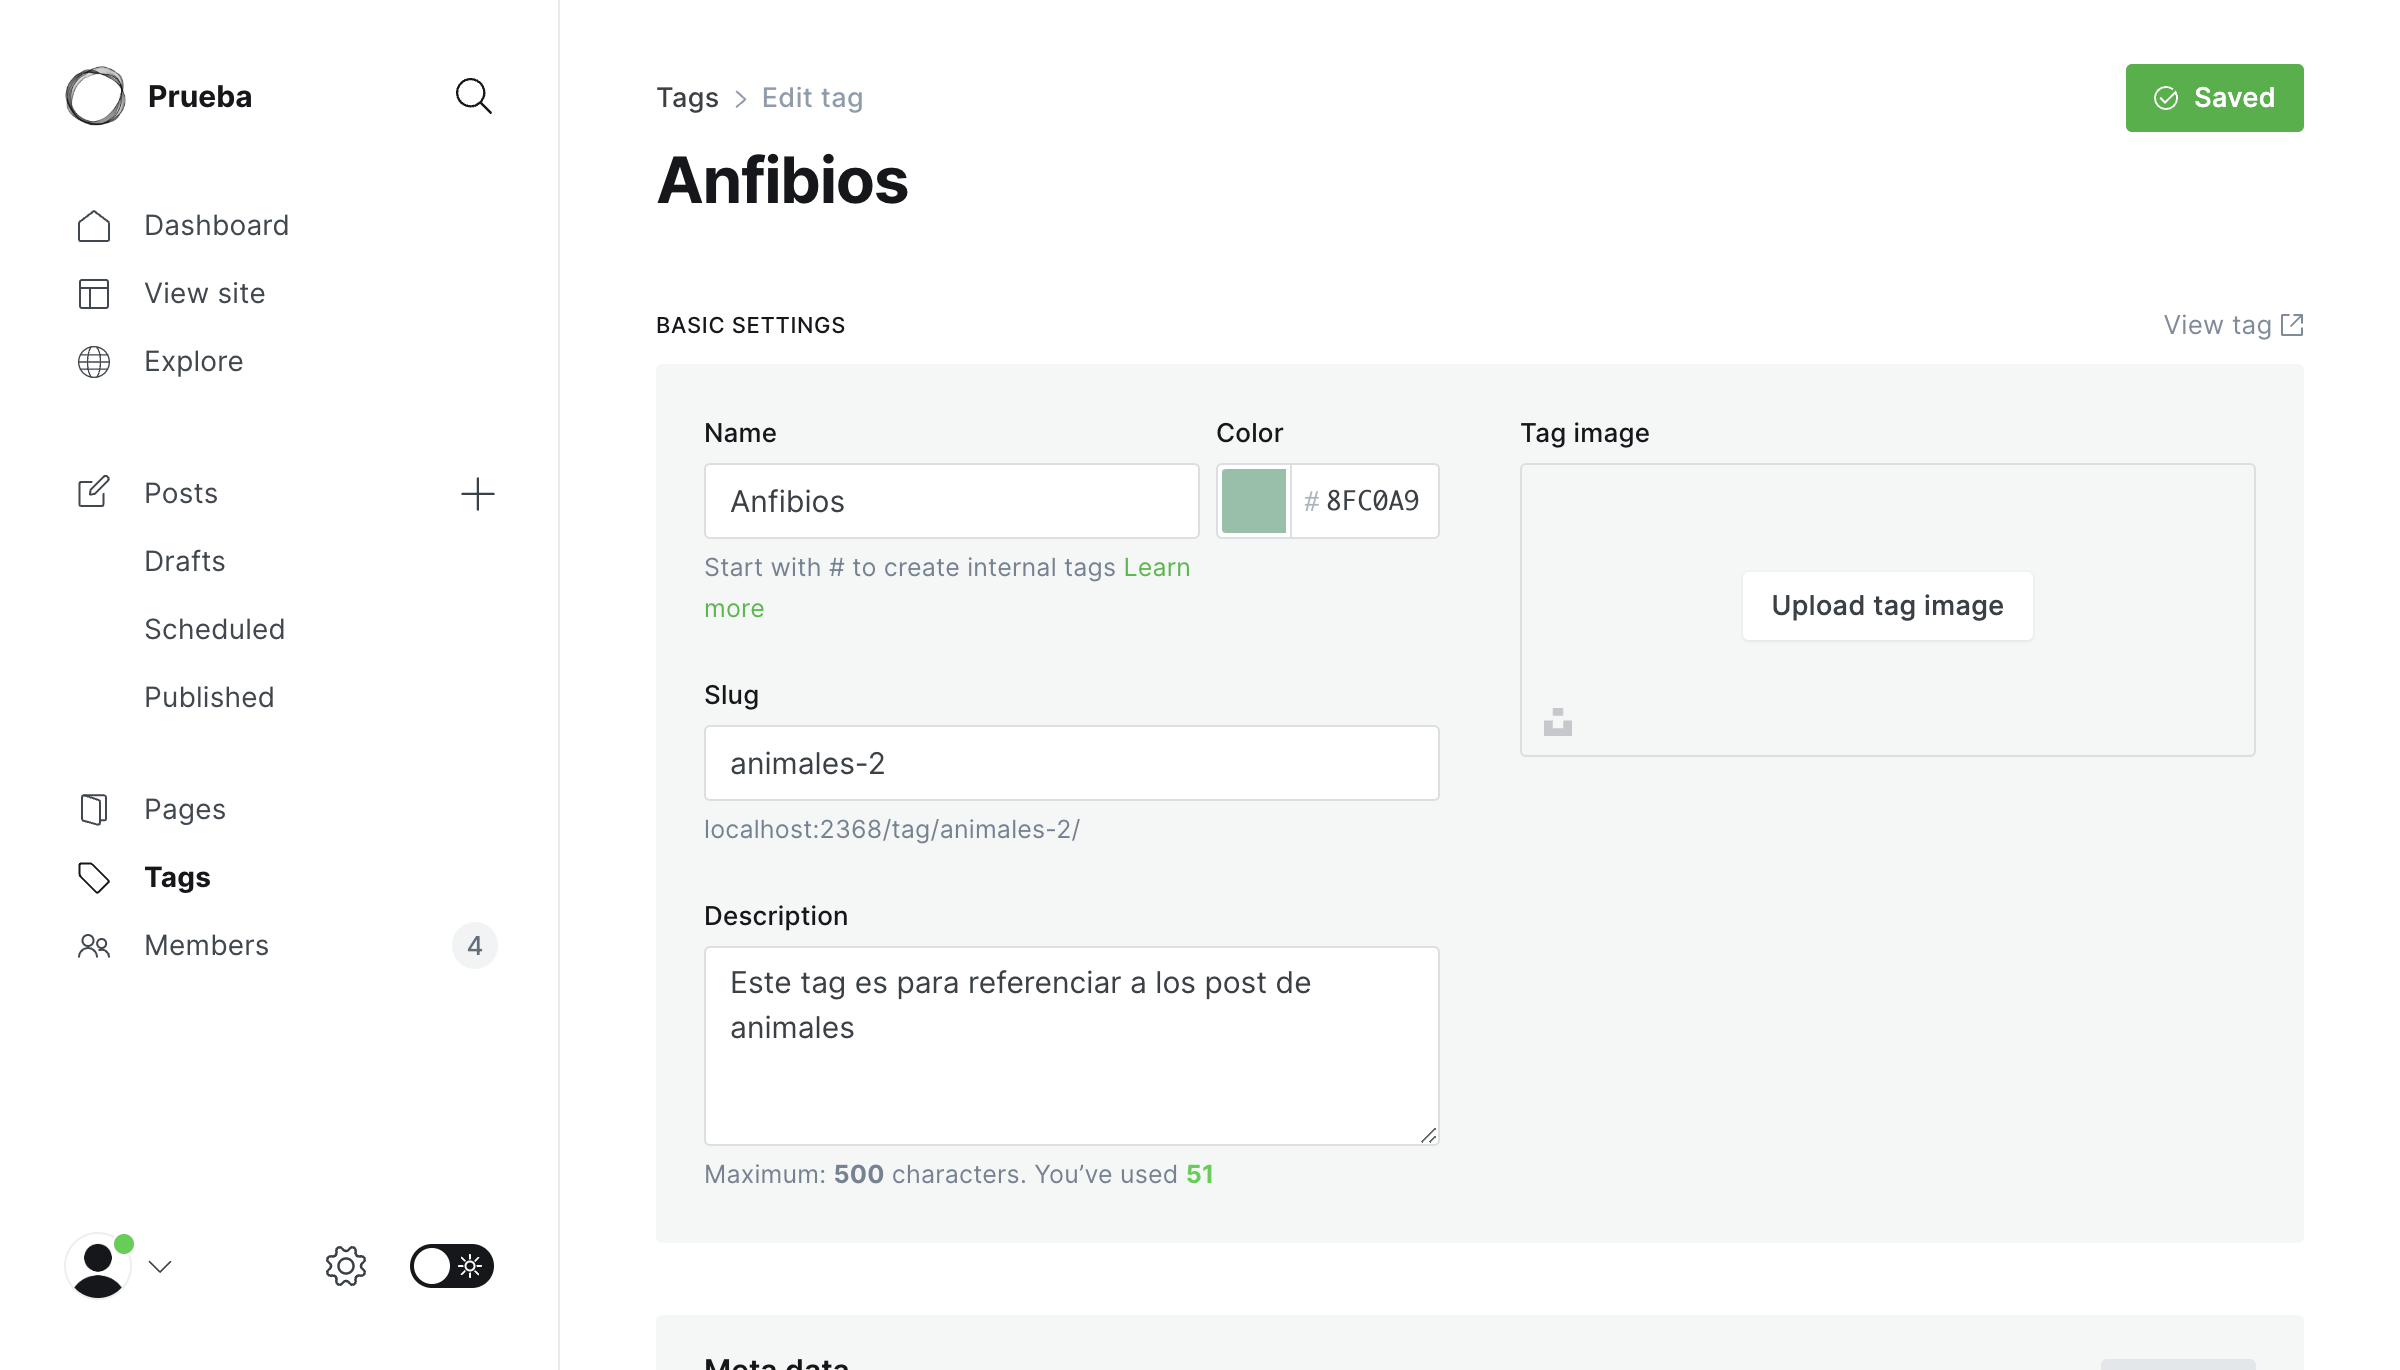 Prueba
Dashboard
View site
Explore
Posts
Drafts
Scheduled
Published
Pages
Tags
Members
4
Tags > Edit tag
Saved
Anfibios
BASIC SETTINGS
View tag
Name
Anfibios
Start with # to create internal tags Learn
more
Color
# 8FC0A9
Slug
animales-2
localhost:2368/tag/animales-2/
Description
Este tag es para referenciar a los post de
animales
Maximum: 500 characters. You’ve used 51
Tag image
Upload tag image
Meta data